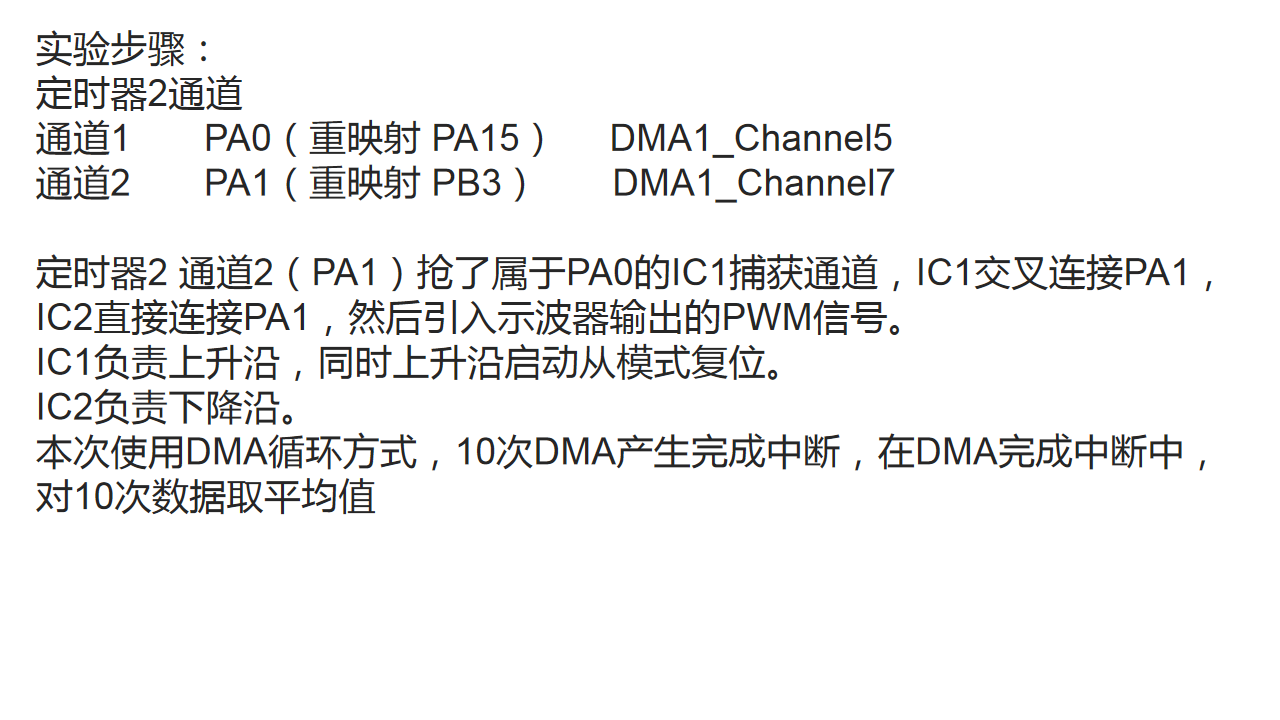 实验步骤：
定时器2通道
通道1 PA0（重映射 PA15） DMA1_Channel5
通道2 PA1（重映射 PB3） DMA1_Channel7
定时器2 通道2（PA1）抢了属于PA0的IC1捕获通道，IC1交叉连接PA1，
IC2直接连接PA1，然后引入示波器输出的PWM信号。
IC1负责上升沿，同时上升沿启动从模式复位。
IC2负责下降沿。
本次使用DMA循环方式，10次DMA产生完成中断，在DMA完成中断中，
对10次数据取平均值